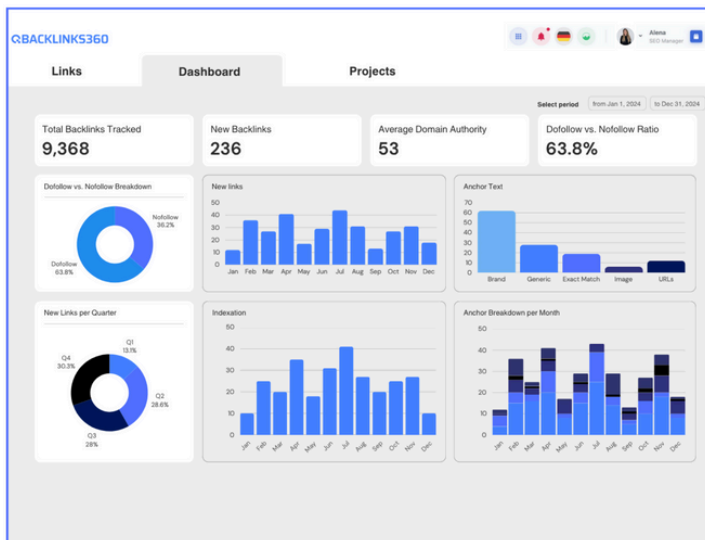 BACKLINKS360
Alena
SEO Manager
Links
Dashboard
Projects
Select period
from Jan 1, 2024
to Dec 31, 2024
Total Backlinks Tracked
9,368
New Backlinks
236
Average Domain Authority
53
Dofollow vs. Nofollow Ratio
63.8%
Dofollow vs. Nofollow Breakdown
Nofollow
36.2%
Dofollow
63.8%
New links
50
40
30
20
10
0
Jan Feb Mar Apr May Jun Jul Aug Sep Oct Nov Dec
Anchor Text
70
60
50
40
30
20
10
0
Brand Generic Exact Match Image URLs
New Links per Quarter
Q1
13.1%
Q4
30.3%
Q2
28.6%
Q3
28%
Indexation
50
40
30
20
10
0
Jan Feb Mar Apr May Jun Jul Aug Sep Oct Nov Dec
Anchor Breakdown per Month
50
40
30
20
10
0
Jan Feb Mar Apr May Jun Jul Aug Sep Oct Nov Dec